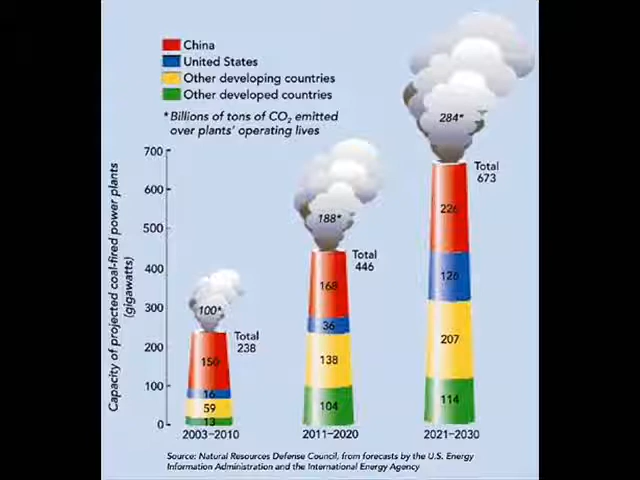 China
United States
Other developing countries
Other developed countries
* Billions of tons of CO2 emitted
over plants' operating lives
Capacity of projected coal-fired power plants
(gigawatts)
700
600
500
400
300
200
100
0
100*
Total
238
150
16
59
13
2003–2010
188*
Total
446
168
36
138
104
2011–2020
284*
Total
673
226
126
207
114
2021–2030
Source: Natural Resources Defense Council, from forecasts by the U.S. Energy
Information Administration and the International Energy Agency